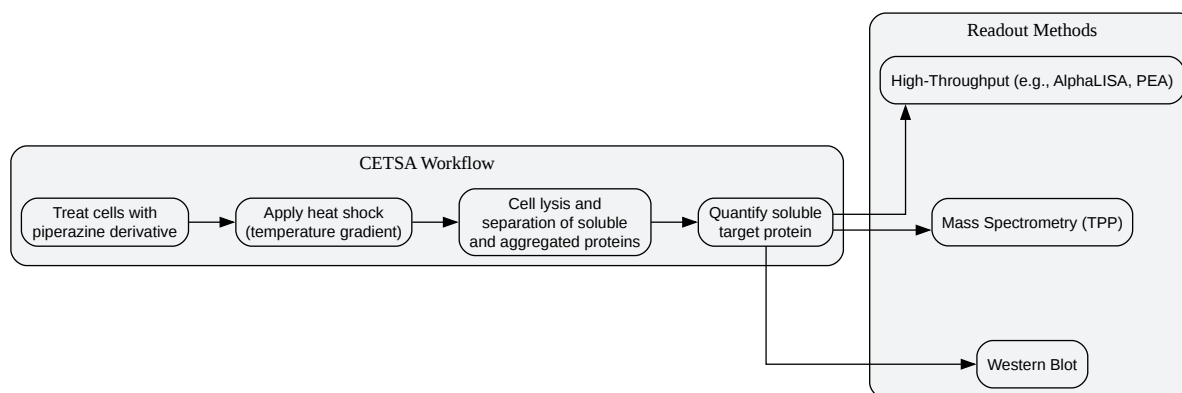 Readout Methods
High-Throughput (e.g., AlphaLISA, PEA)
CETSA Workflow
Treat cells with
piperazine derivative
Apply heat shock
(temperature gradient)
Cell lysis and
separation of soluble
and aggregated proteins
Quantify soluble
target protein
Mass Spectrometry (TPP)
Western Blot